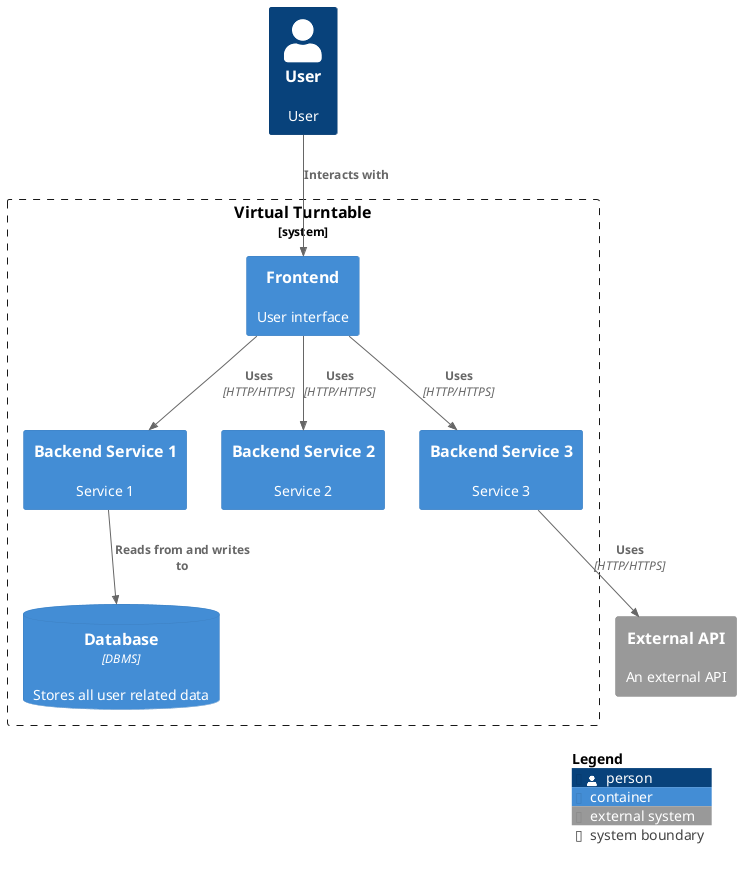 User
User
Interacts with
Virtual Turntable
[system]
Frontend
User interface
Uses
[HTTP/HTTPS]
Uses
[HTTP/HTTPS]
Uses
[HTTP/HTTPS]
Backend Service 1
Service 1
Backend Service 2
Service 2
Backend Service 3
Service 3
Reads from and writes
to
Uses
[HTTP/HTTPS]
Database
[DBMS]
Stores all user related data
External API
An external API
Legend
person
container
external system
system boundary